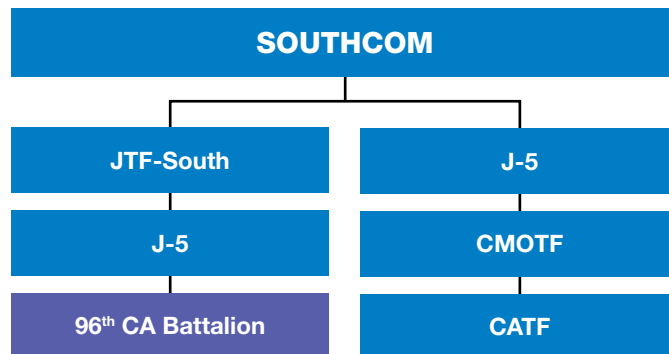 SOUTHCOM
JTF-South
J-5
J-5
CMOTF
96th CA Battalion
CATF